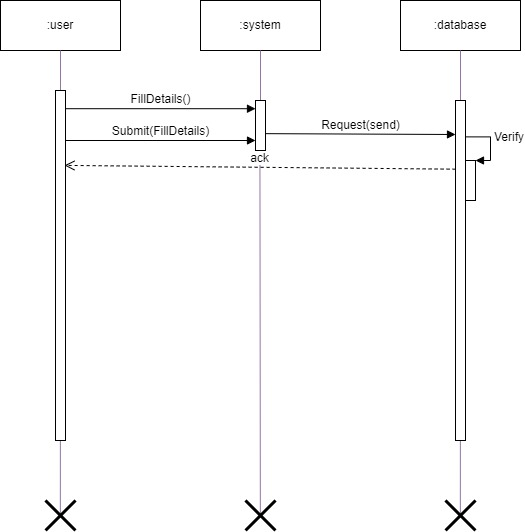 :user
:system
:database
FillDetails()
Request(send)
Submit(FillDetails)
Verify
ack